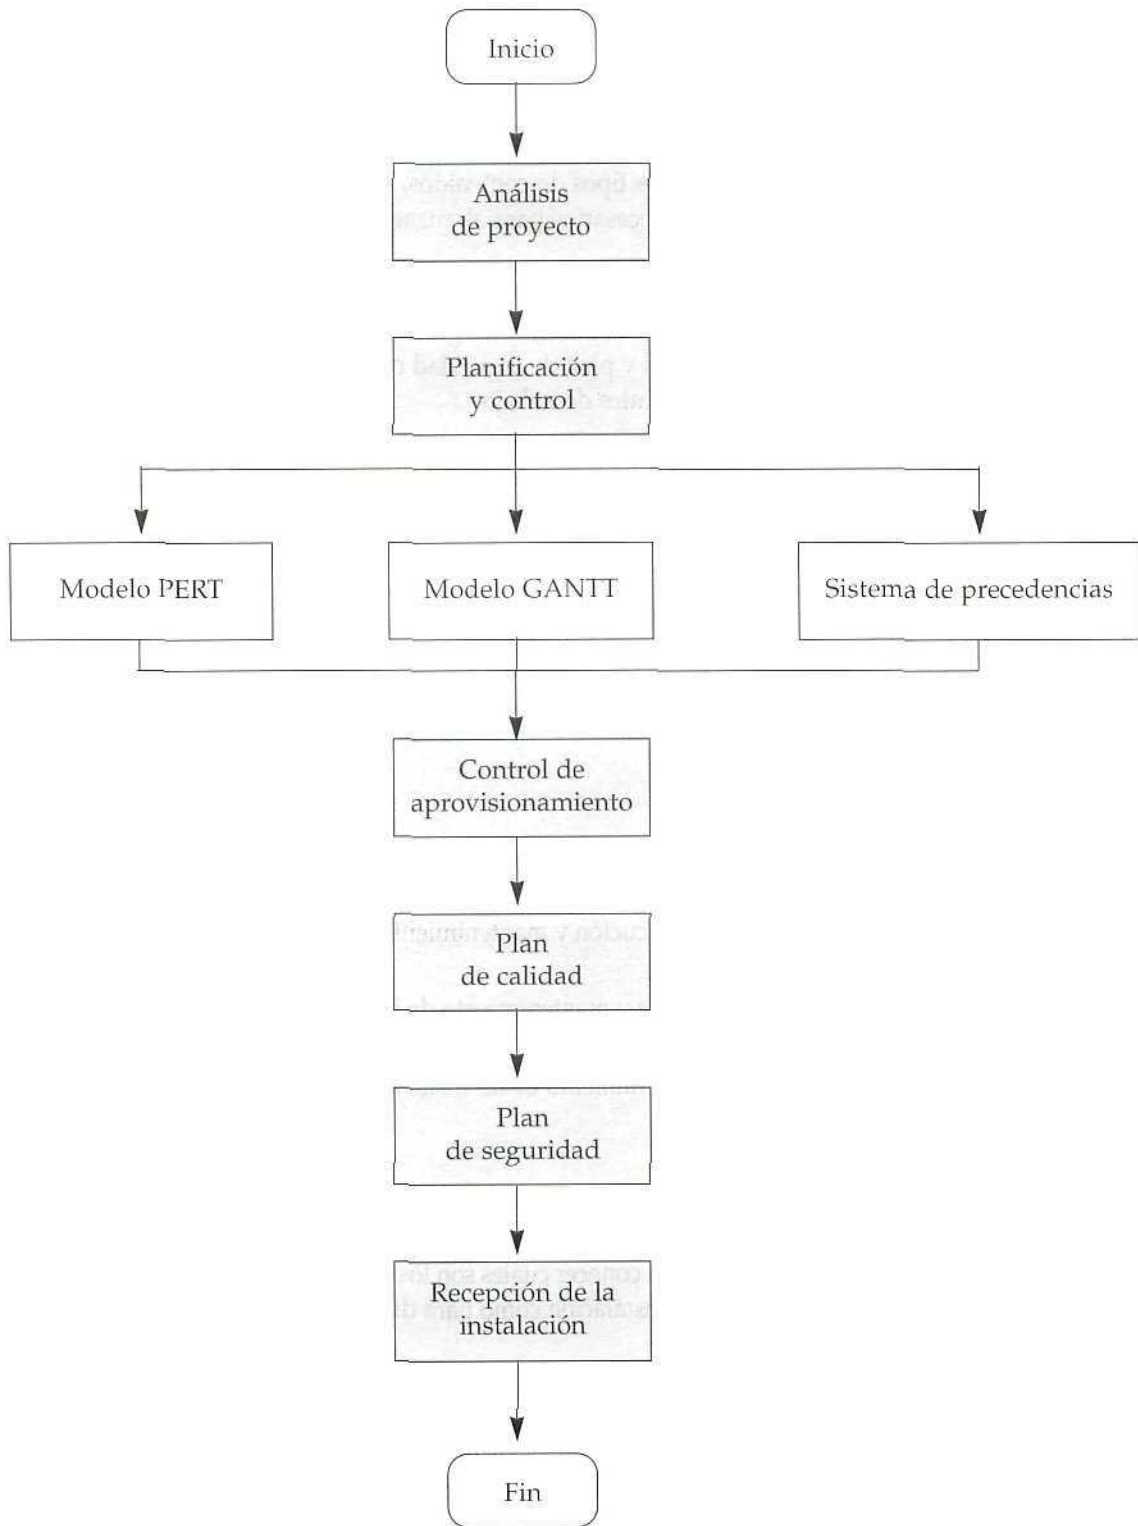 Inicio
Análisis
de proyecto
Planificación
y control
Modelo PERT
Modelo GANTT
Sistema de precedencias
Control de
aprovisionamiento
Plan
de calidad
Plan
de seguridad
Recepción de la
instalación
Fin